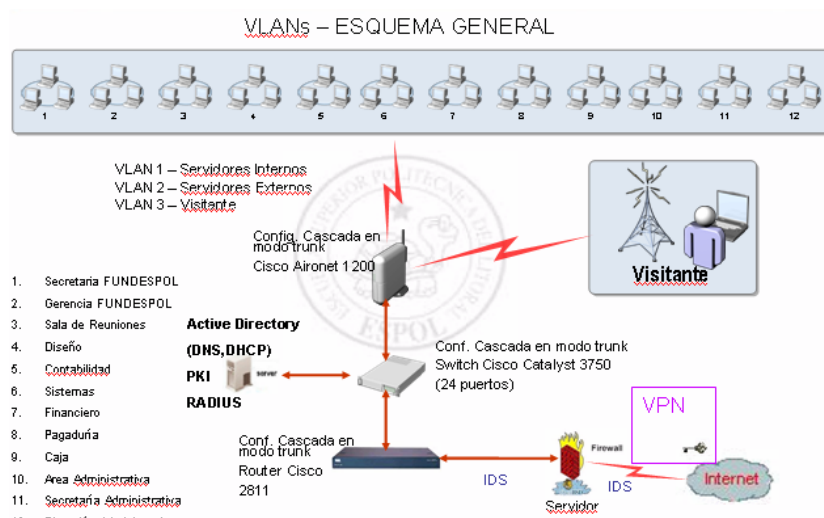 VLANs – ESQUEMA GENERAL
1 2 3 4 5 6 7 8 9 10 11 12
VLAN 1 – Servidores Internos
VLAN 2 – Servidores Externos
VLAN 3 – Visitante
Config. Cascada en
modo trunk
Cisco Aironet 1200
Visitante
1. Secretaria FUNDESPOL
2. Gerencia FUNDESPOL
3. Sala de Reuniones
4. Diseño
5. Contabilidad
6. Sistemas
7. Financiero
8. Pagaduría
9. Caja
10. Area Administrativa
11. Secretaría Administrativa
Active Directory
(DNS,DHCP)
PKI
RADIUS
server
Conf. Cascada en modo trunk
Switch Cisco Catalyst 3750
(24 puertos)
Conf. Cascada en
modo trunk
Router Cisco
2811
IDS
Firewall
Servidor
IDS
VPN
Internet
ESPOL